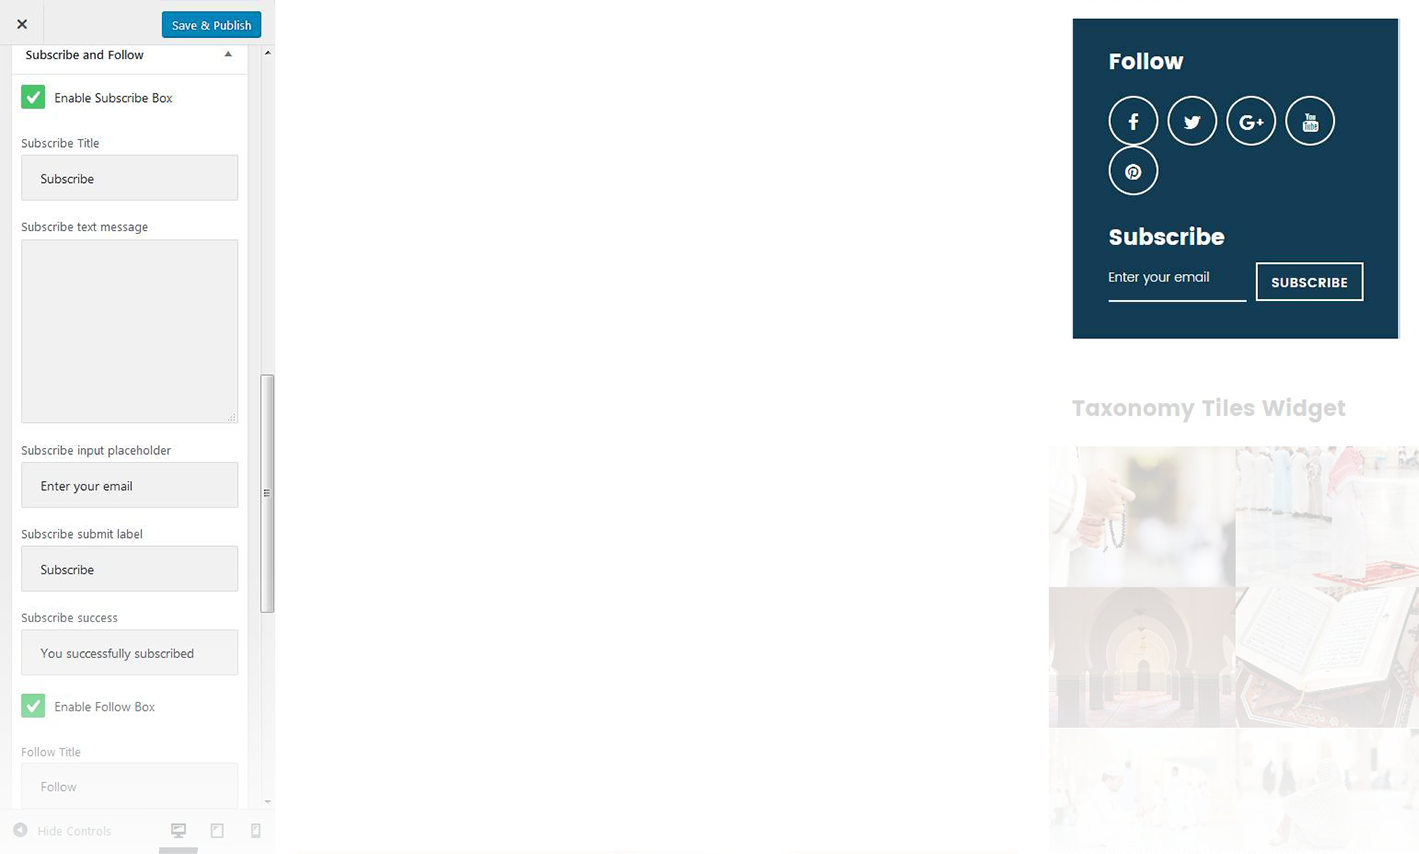 Save & Publish
Subscribe and Follow
Enable Subscribe Box
Subscribe Title
Subscribe
Subscribe text message
Subscribe input placeholder
Enter your email
Subscribe submit label
Subscribe
Subscribe success
You successfully subscribed
Enable Follow Box
Follow Title
Follow
Hide Controls
Follow
G+
You
Tube
Subscribe
Enter your email
SUBSCRIBE
Taxonomy Tiles Widget